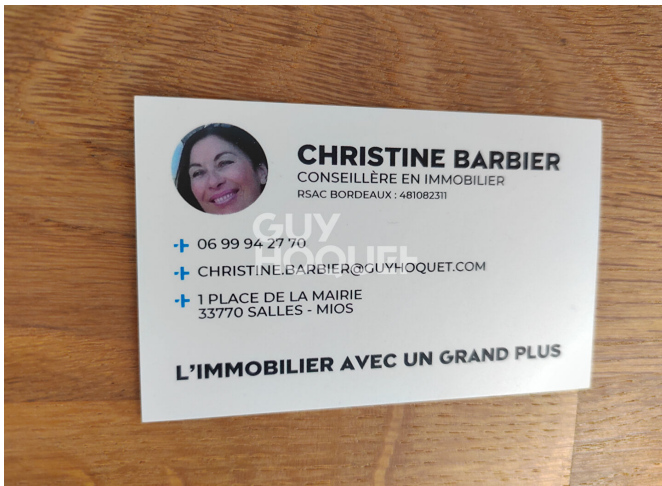 CHRISTINE BARBIER
CONSEILLÈRE EN IMMOBILIER
RSAC BORDEAUX : 481082311
GUY
HOQUET
06 99 94 27 70
CHRISTINE.BARBIER@GUYHOQUET.COM
1 PLACE DE LA MAIRIE
33770 SALLES - MIOS
L'IMMOBILIER AVEC UN GRAND PLUS